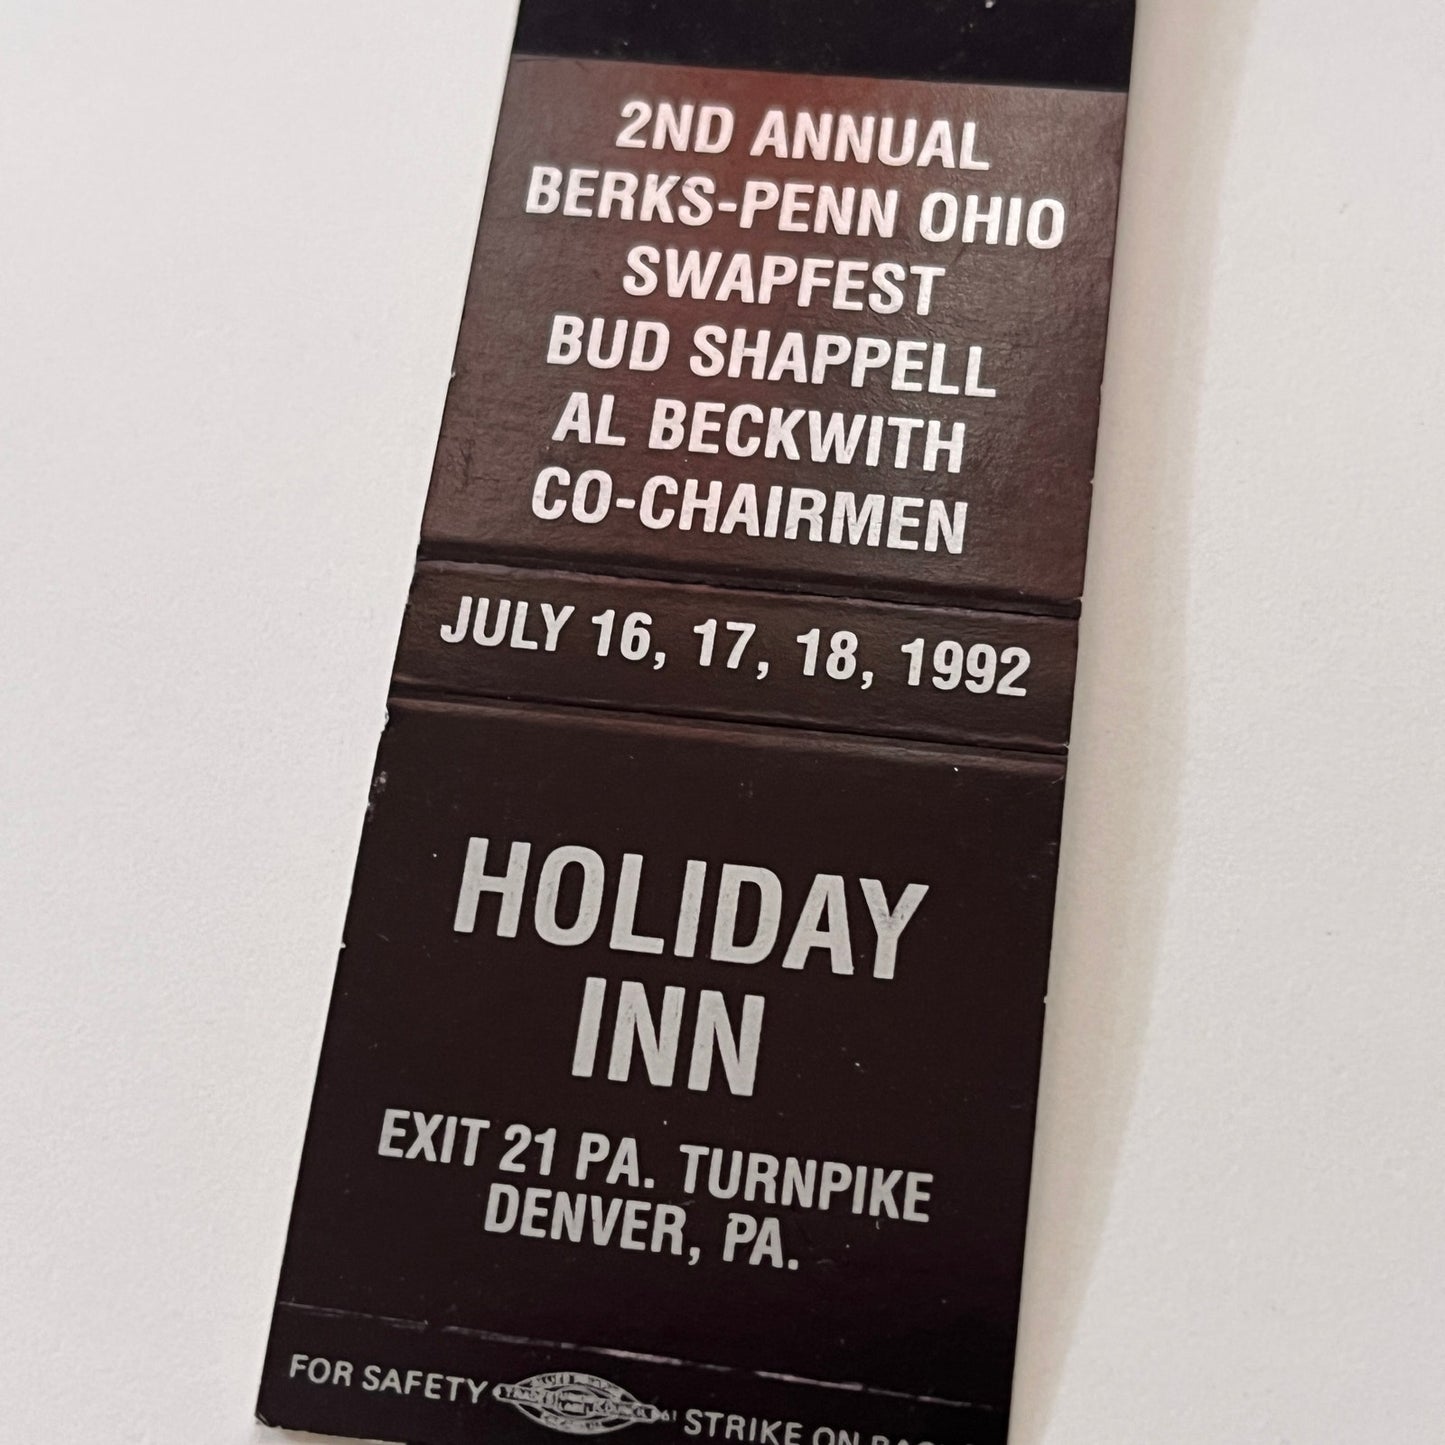 2ND ANNUAL
BERKS-PENN OHIO
SWAPFEST
BUD SHAPPELL
AL BECKWITH
CO-CHAIRMEN
JULY 16, 17, 18, 1992
HOLIDAY
INN
EXIT 21 PA. TURNPIKE
DENVER, PA.
FOR SAFETY STRIKE ON